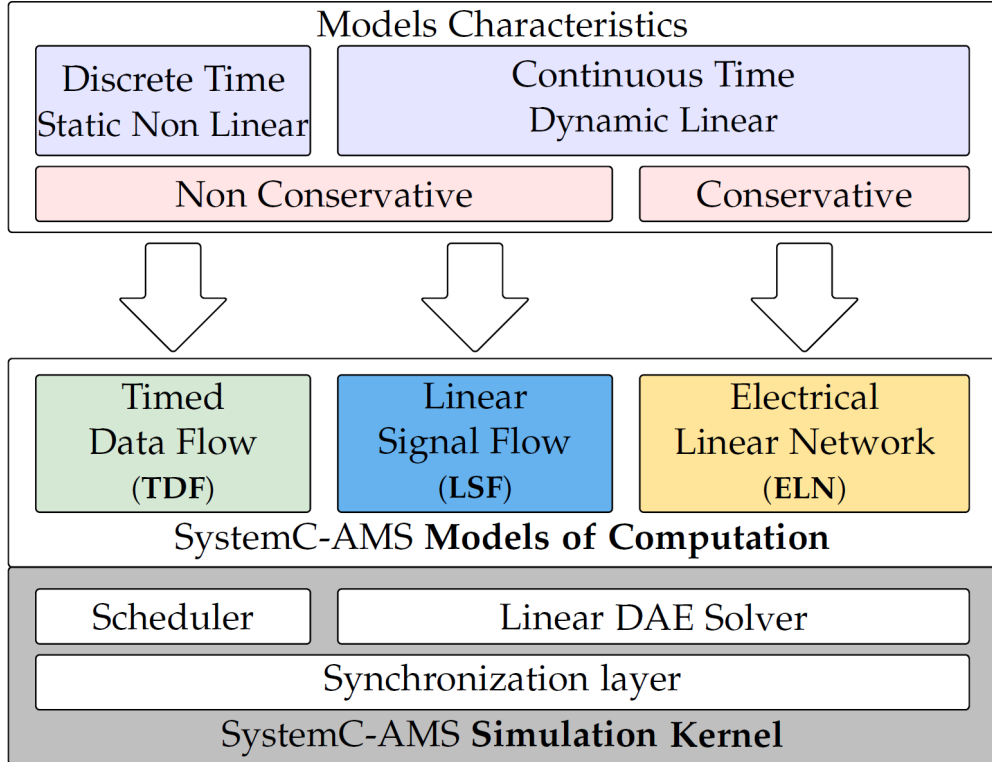 Models Characteristics
Discrete Time
Static Non Linear
Continuous Time
Dynamic Linear
Non Conservative
Conservative
Timed
Data Flow
(TDF)
Linear
Signal Flow
(LSF)
Electrical
Linear Network
(ELN)
SystemC-AMS Models of Computation
Scheduler
Linear DAE Solver
Synchronization layer
SystemC-AMS Simulation Kernel